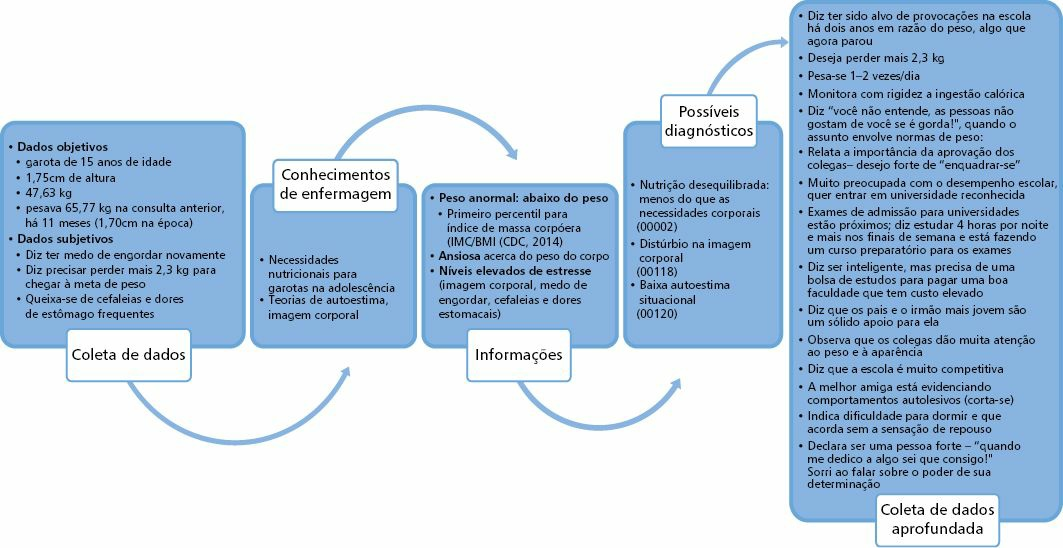 • Dados objetivos
• garota de 15 anos de idade
• 1,75cm de altura
• 47,63 kg
• pesava 65,77 kg na consulta anterior,
há 11 meses (1,70cm na época)
• Dados subjetivos
• Diz ter medo de engordar novamente
• Diz precisar perder mais 2,3 kg para
chegar à meta de peso
• Queixa-se de cefaleias e dores
de estômago frequentes
Coleta de dados
Conhecimentos
de enfermagem
• Necessidades
nutricionais para
garotas na adolescência
• Teorias de autoestima,
imagem corporal
• Peso anormal: abaixo do peso
• Primeiro percentil para
índice de massa corpórea
(IMC/BMI (CDC, 2014)
• Ansiosa acerca do peso do corpo
• Níveis elevados de estresse
(imagem corporal, medo de
engordar, cefaleias e dores
estomacais)
Informações
Possíveis
diagnósticos
• Nutrição desequilibrada:
menos do que as
necessidades corporais
(00002)
• Distúrbio na imagem
corporal
(00118)
• Baixa autoestima
situacional
(00120)
• Diz ter sido alvo de provocações na escola
há dois anos em razão do peso, algo que
agora parou
• Deseja perder mais 2,3 kg
• Pesa-se 1–2 vezes/dia
• Monitora com rigidez a ingestão calórica
• Diz “você não entende, as pessoas não
gostam de você se é gorda!", quando o
assunto envolve normas de peso:
• Relata a importância da aprovação dos
colegas– desejo forte de “enquadrar-se”
• Muito preocupada com o desempenho escolar,
quer entrar em universidade reconhecida
• Exames de admissão para universidades
estão próximos; diz estudar 4 horas por noite
e mais nos finais de semana e está fazendo
um curso preparatório para os exames
• Diz ser inteligente, mas precisa de uma
bolsa de estudos para pagar uma boa
faculdade que tem custo elevado
• Diz que os pais e o irmão mais jovem são
um sólido apoio para ela
• Observa que os colegas dão muita atenção
ao peso e à aparência
• Diz que a escola é muito competitiva
• A melhor amiga está evidenciando
comportamentos autolesivos (corta-se)
• Indica dificuldade para dormir e que
acorda sem a sensação de repouso
• Declara ser uma pessoa forte – “quando
me dedico a algo sei que consigo!"
Sorri ao falar sobre o poder de sua
determinação
Coleta de dados
aprofundada